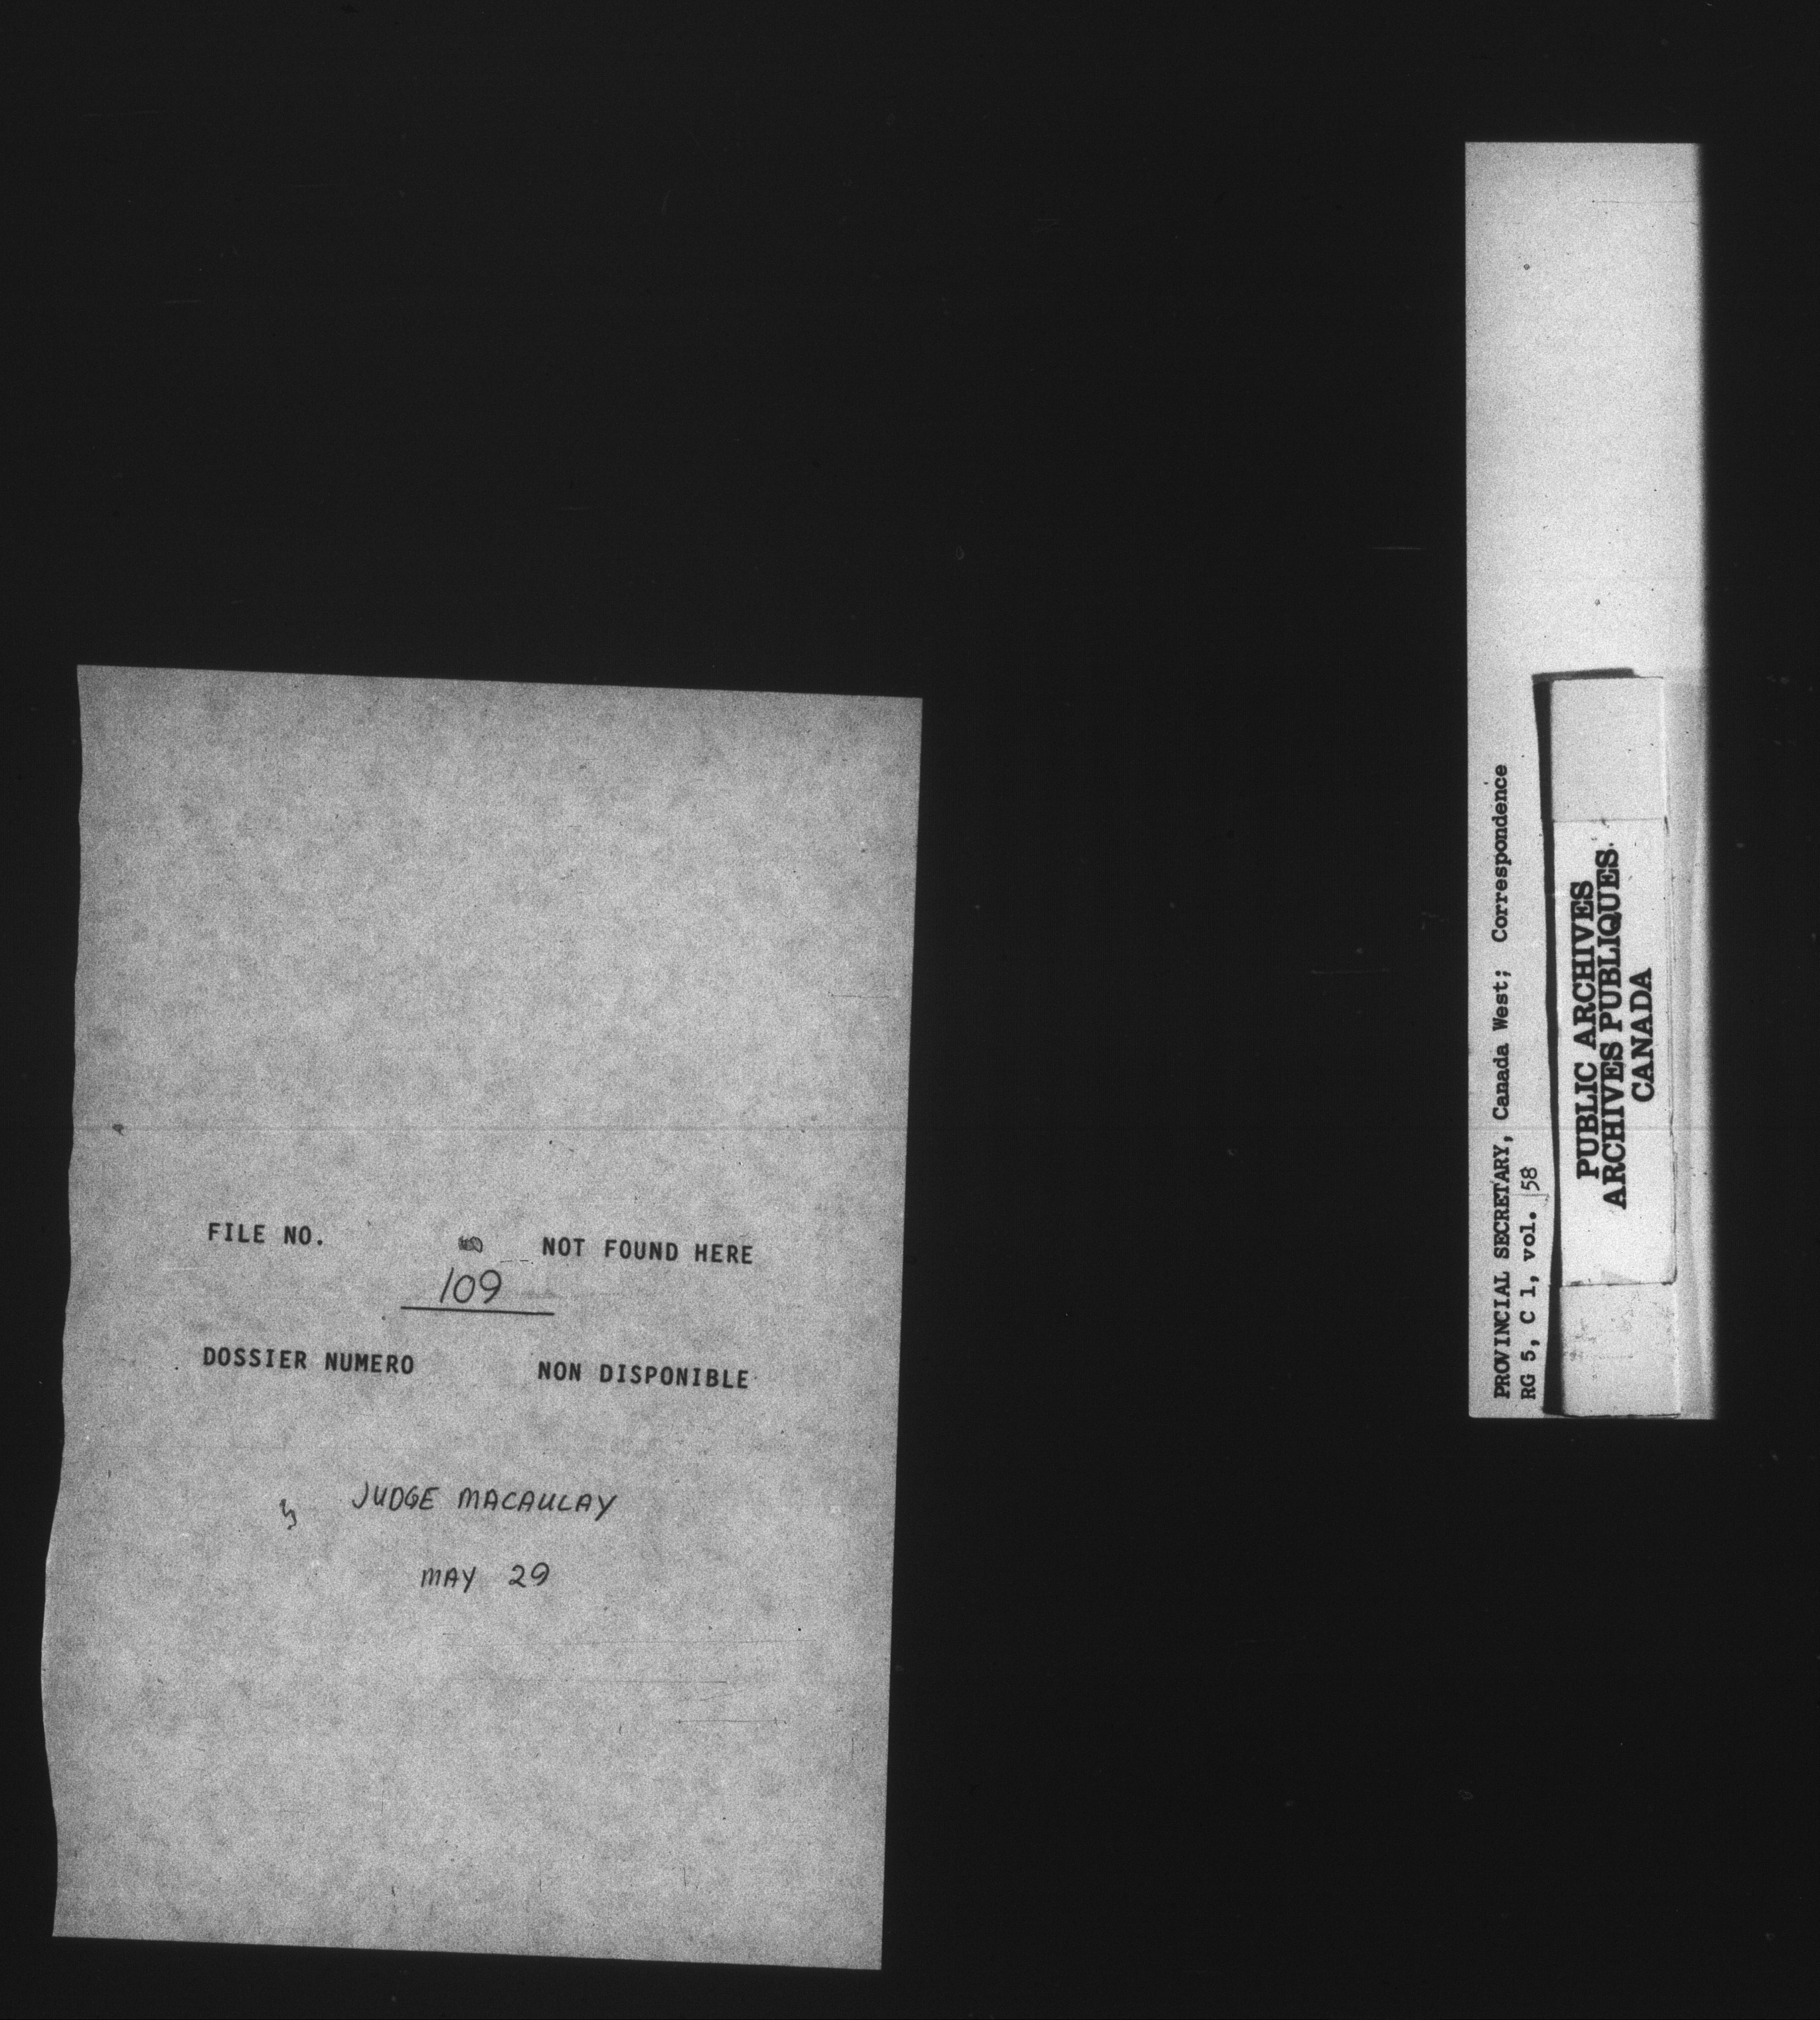 FILE NO. NOT FOUND HERE
109
DOSSIER NUMERO NON DISPONIBLE
JUDGE MACAULAY
MAY 29
PROVINCIAL SECRETARY, Canada West; Correspondence
RG 5, C 1, vol. 58
PUBLIC ARCHIVES
ARCHIVES PUBLIQUES
CANADA